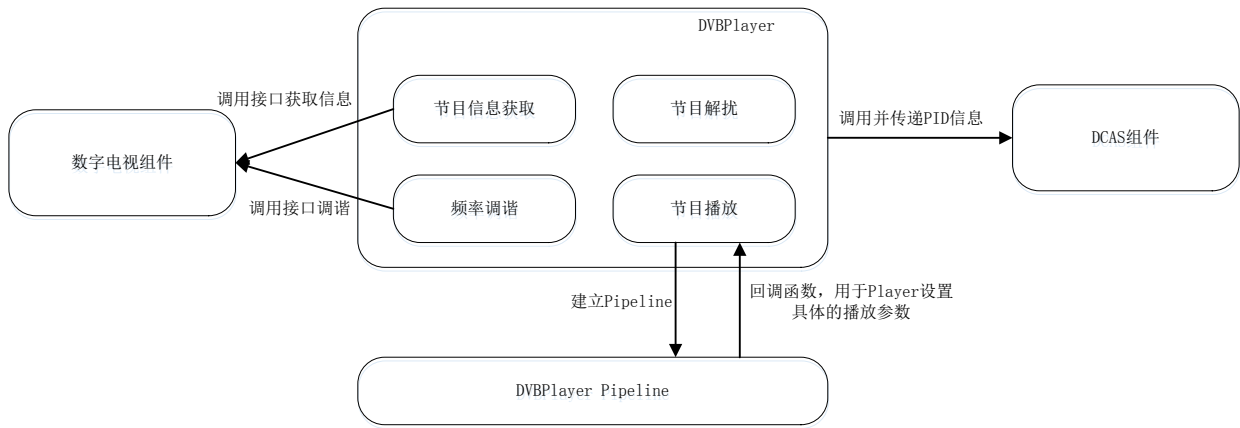 DVBPlayer
调用接口获取信息
节目信息获取
节目解扰
调用并传递PID信息
数字电视组件
DCAS组件
调用接口调谐
频率调谐
节目播放
建立Pipeline
回调函数，用于Player设置
具体的播放参数
DVBPlayer Pipeline